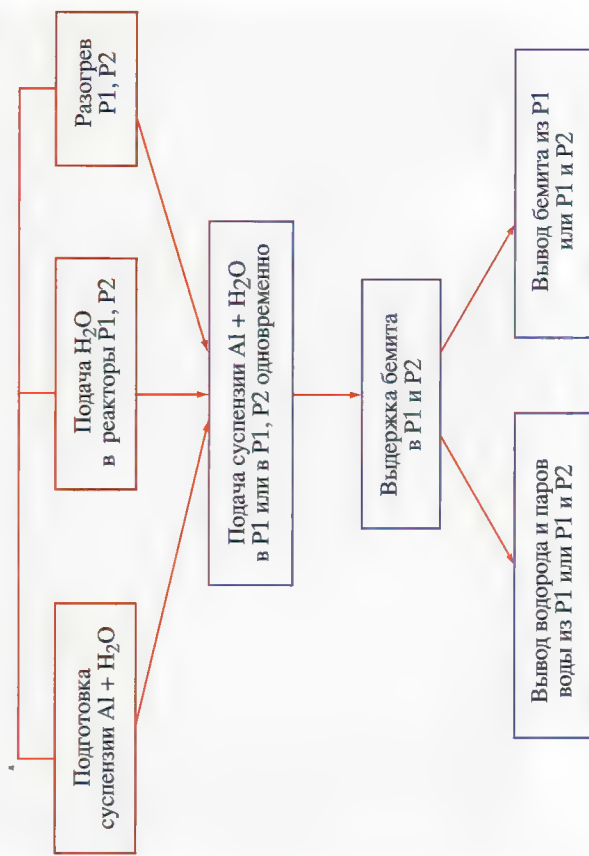 Подготовка
суспензии Al + H₂O
Подача H₂O
в реакторы Р1, Р2
Разогрев
Р1, Р2
Подача суспензии Al + H₂O
в Р1 или в Р1, Р2 одновременно
Выдержка бемита
в Р1 и Р2
Вывод водорода и паров
воды из Р1 или Р1 и Р2
Вывод бемита из Р1
или Р1 и Р2